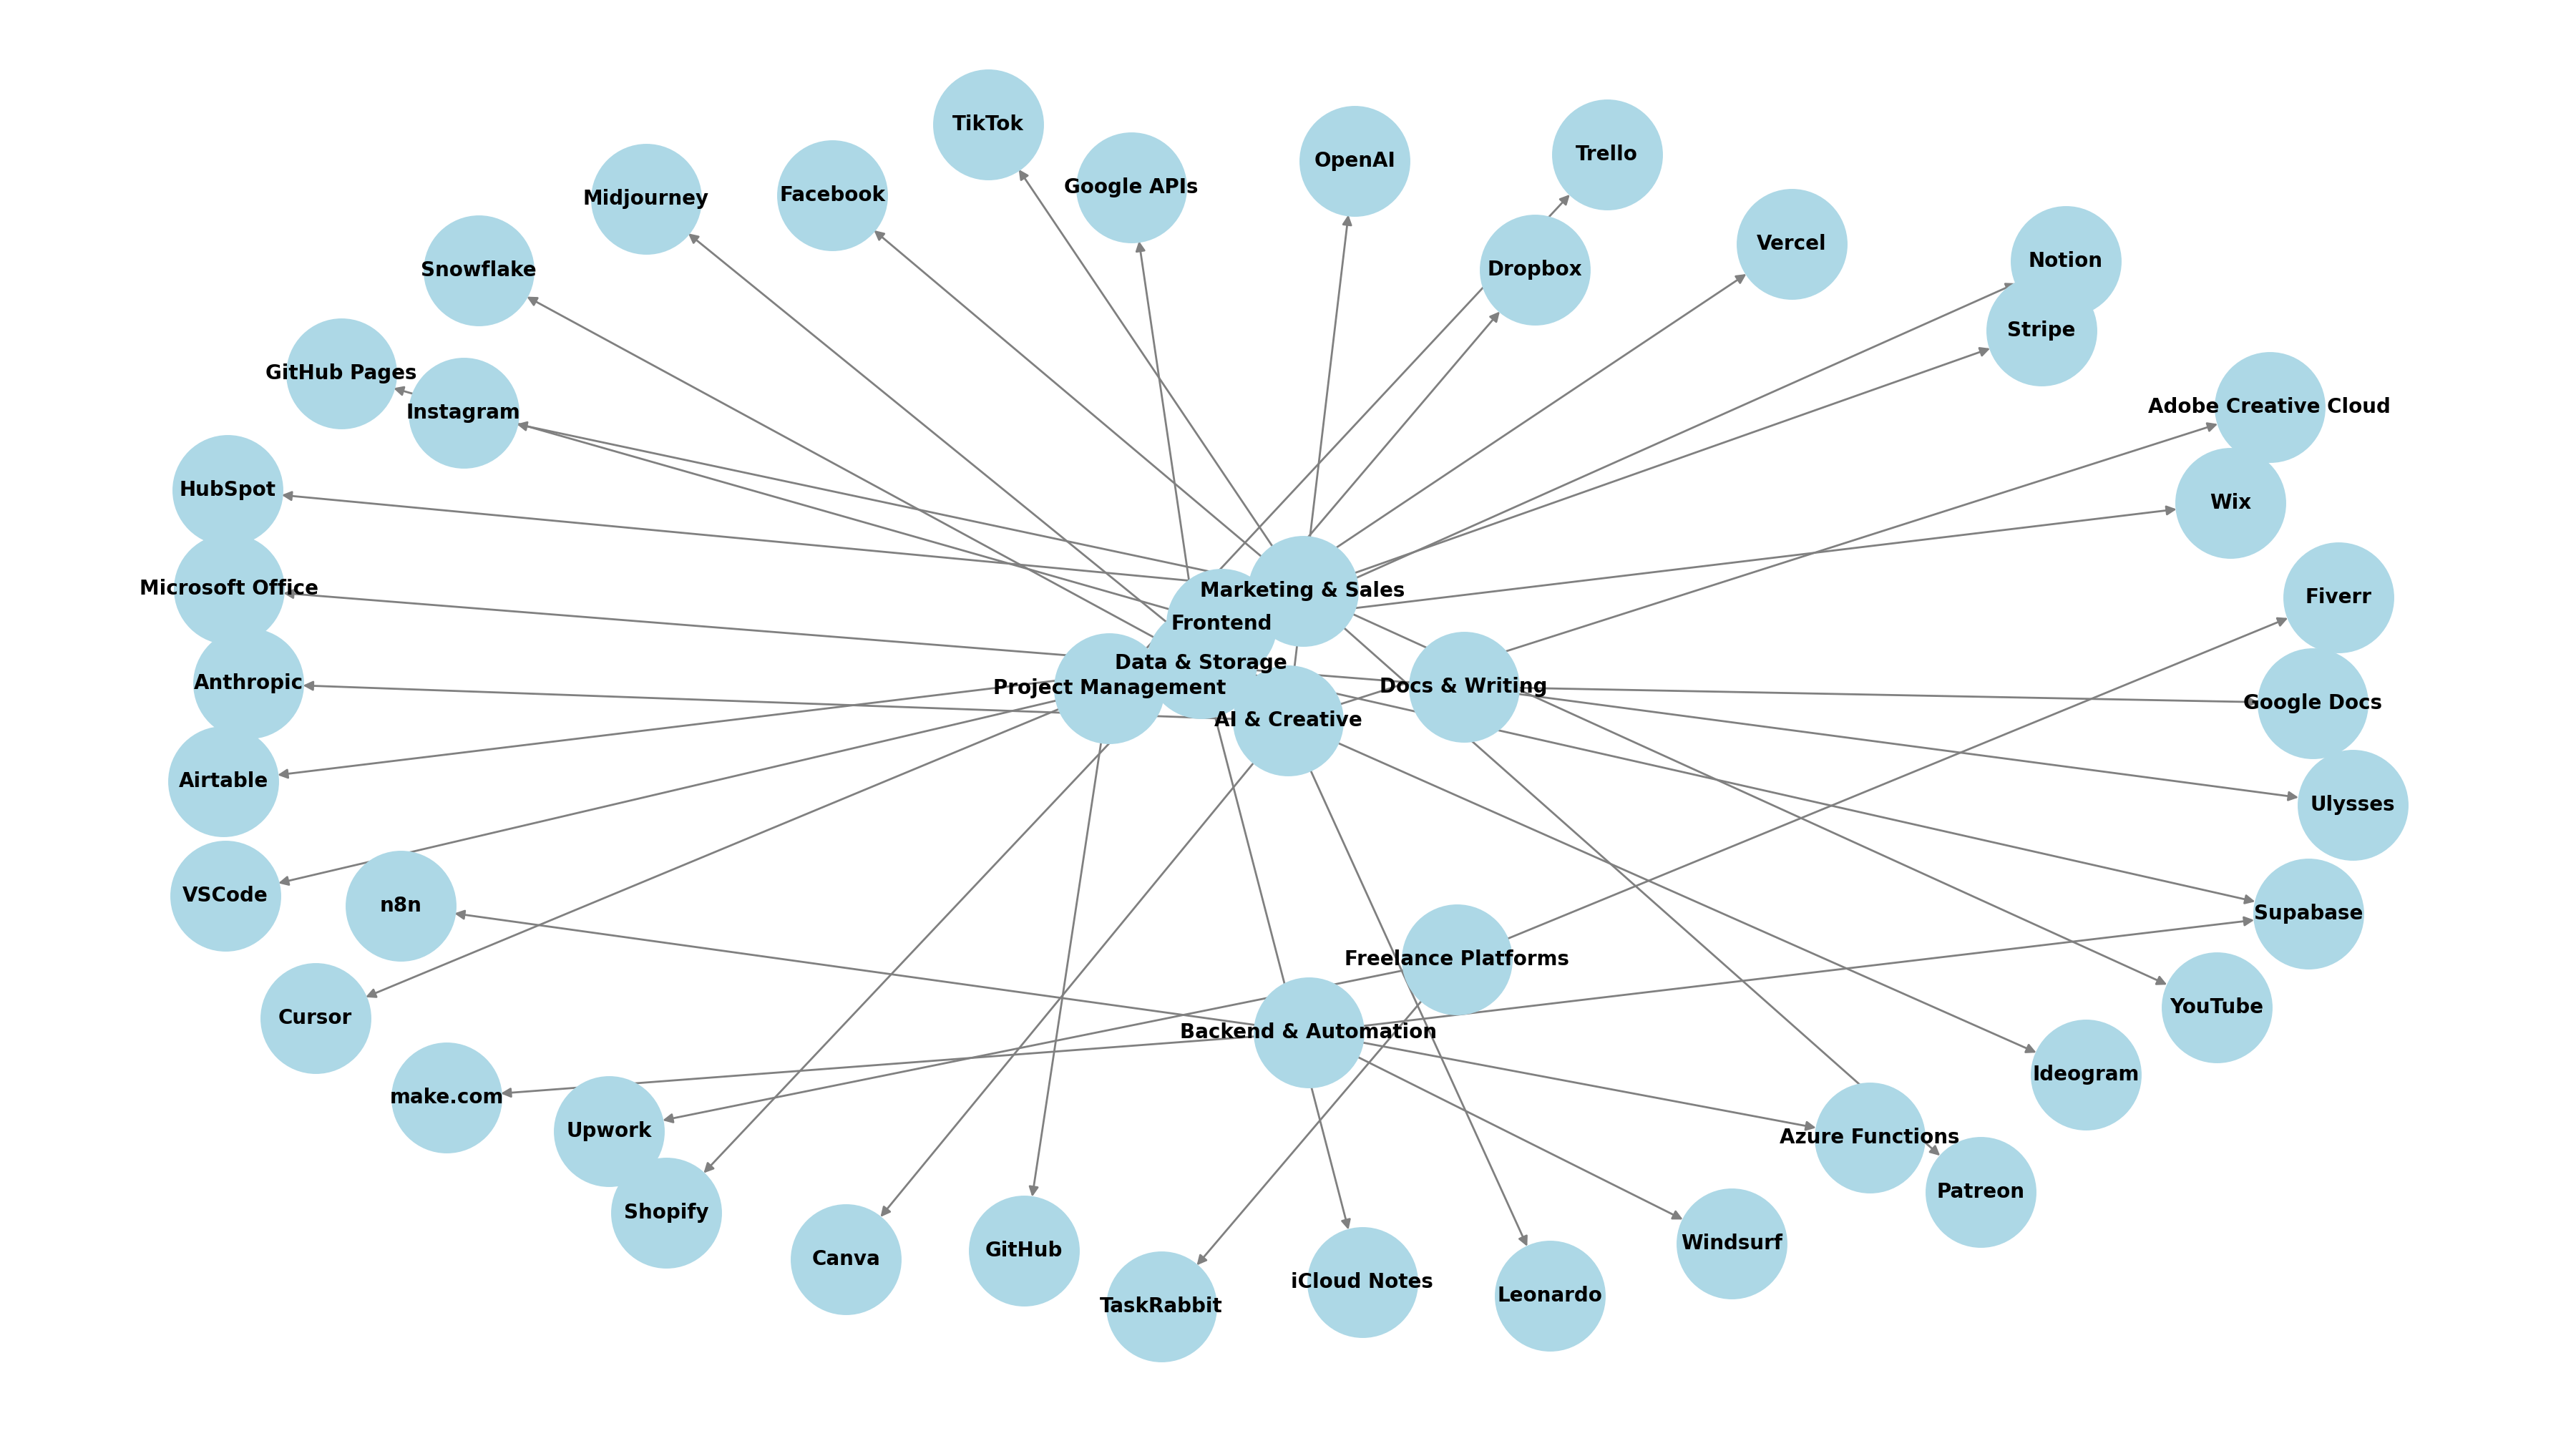 TikTok
Trello
OpenAI
Google APIs
Facebook
Midjourney
Vercel
Notion
Dropbox
Snowflake
Stripe
GitHub Pages
Adobe Creative Cloud
Instagram
HubSpot
Wix
Microsoft Office
Marketing & Sales
Fiverr
Frontend
Data & Storage
Anthropic
Project Management
Docs & Writing
Google Docs
AI & Creative
Airtable
Ulysses
VSCode
n8n
Supabase
Freelance Platforms
YouTube
Cursor
Backend & Automation
Ideogram
make.com
Upwork
Azure Functions
Patreon
Shopify
Windsurf
GitHub
Canva
iCloud Notes
Leonardo
TaskRabbit